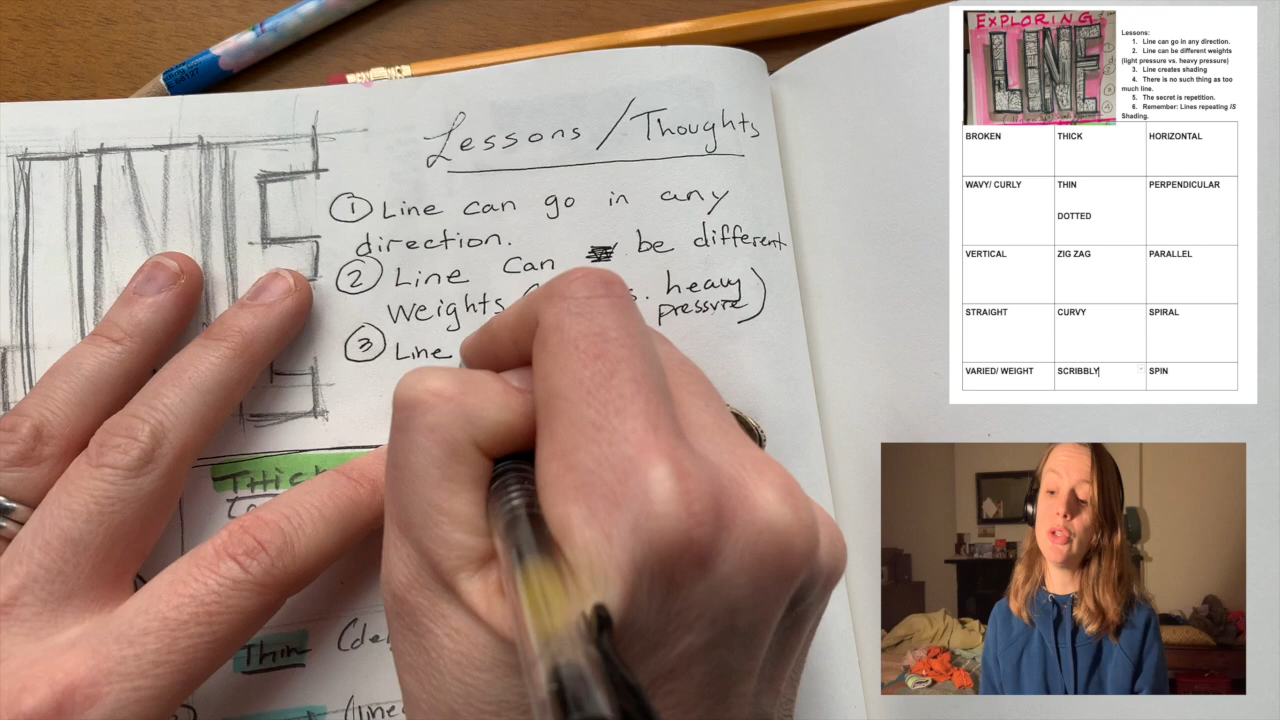 Lessons / Thoughts
① Line can go in any
direction.
② Line can be different
Weights ( s. heavy
pressure)
③ Line
LINE
Thick
Thin
(line
68127
EXPLORING
LINE
Lessons:
1. Line can go in any direction.
2. Line can be different weights
(light pressure vs. heavy pressure)
3. Line creates shading
4. There is no such thing as too
much line.
5. The secret is repetition.
6. Remember: Lines repeating IS
Shading.
BROKEN THICK HORIZONTAL
WAVY/ CURLY THIN PERPENDICULAR
DOTTED
VERTICAL ZIG ZAG PARALLEL
STRAIGHT CURVY SPIRAL
VARIED/ WEIGHT SCRIBBLY SPIN